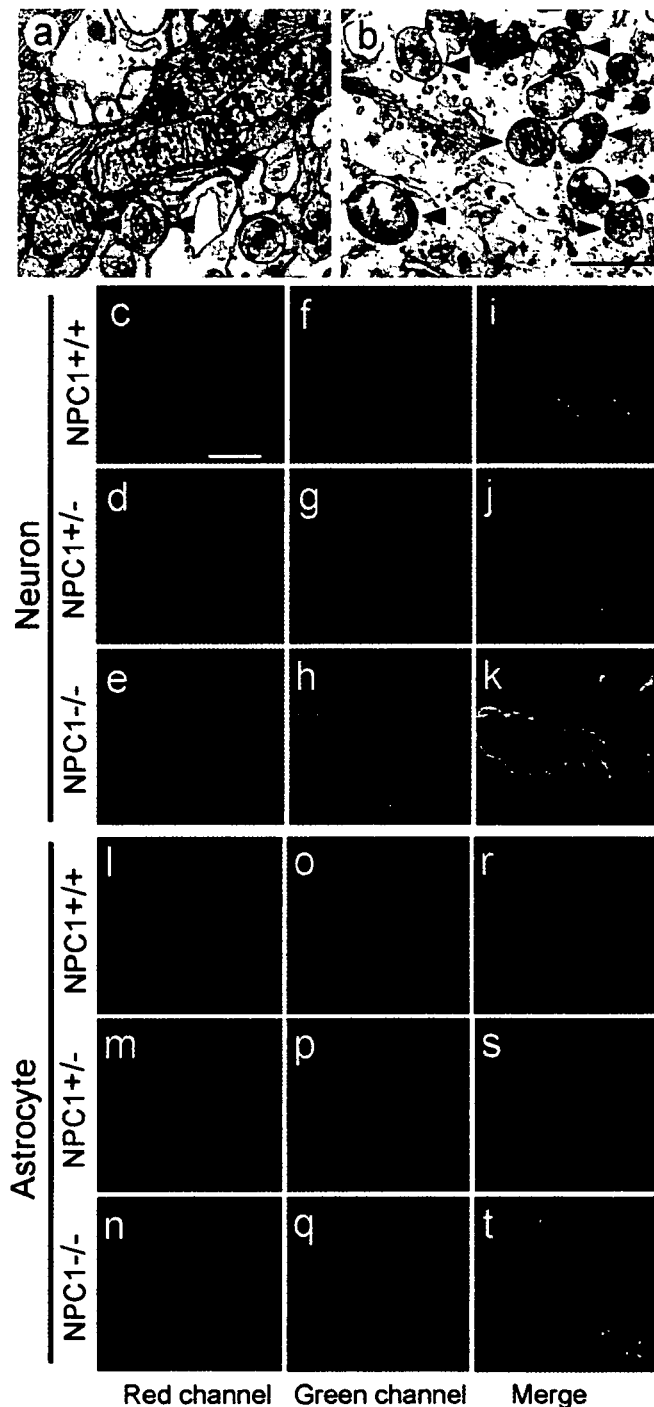 a b
Neuron
NPC1+/+ c f i
NPC1+/- d g j
NPC1-/- e h k
Astrocyte
NPC1+/+ l o r
NPC1+/- m p s
NPC1-/- n q t
Red channel Green channel Merge